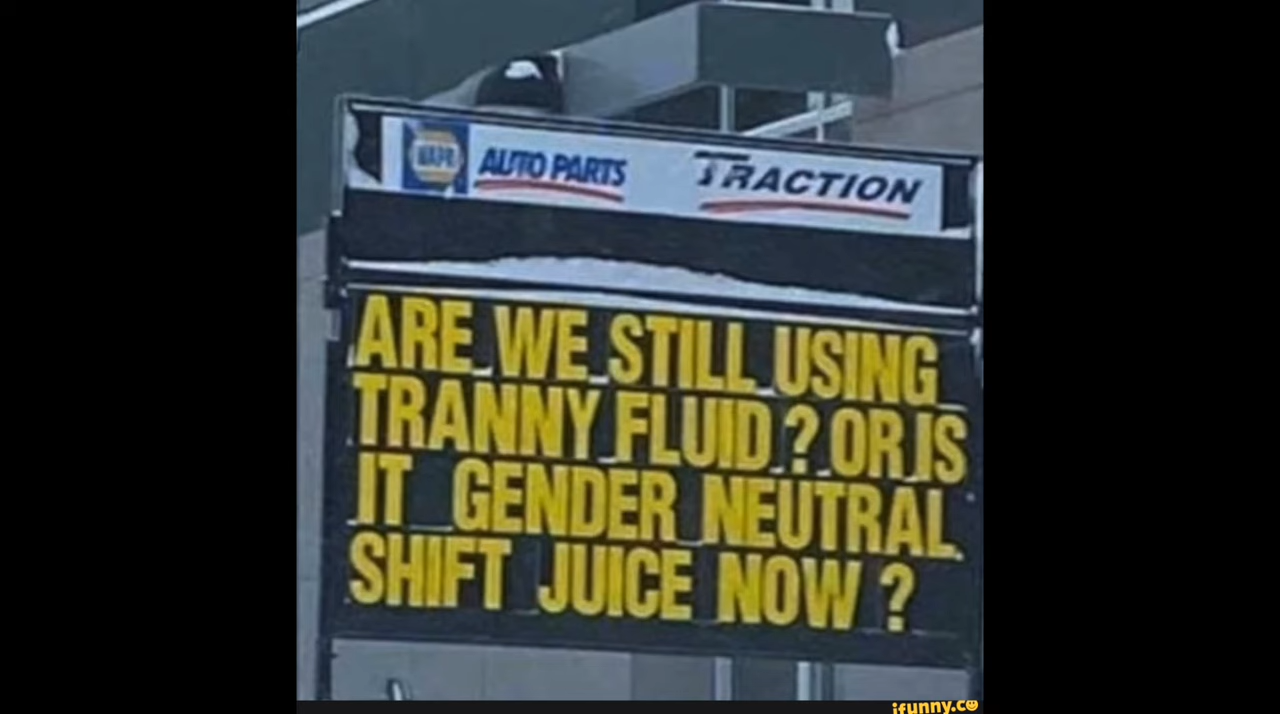 NAPA AUTO PARTS TRACTION
ARE WE STILL USING
TRANNY FLUID ? OR IS
IT GENDER NEUTRAL
SHIFT JUICE NOW ?
ifunny.co